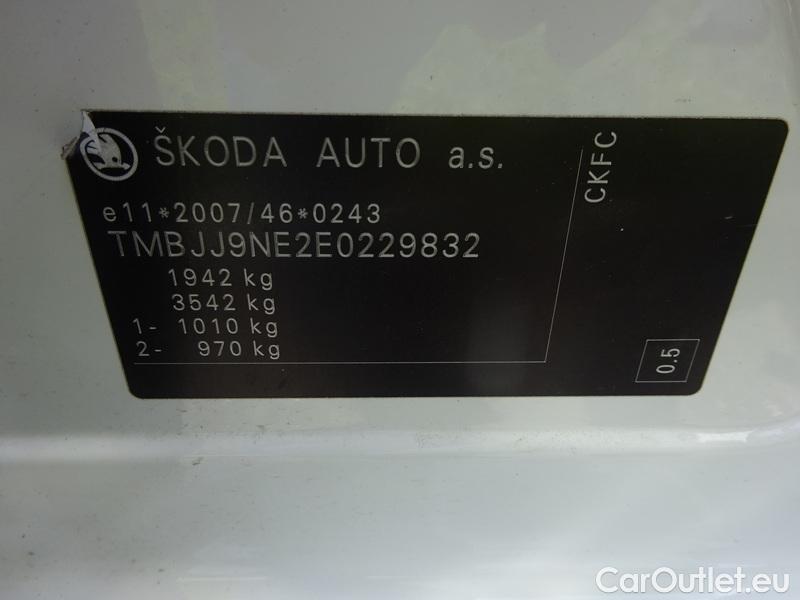 ŠKODA AUTO a.s.
e11*2007/46*0243
TMBJJ9NE2E0229832
1942 kg
3542 kg
1- 1010 kg
2- 970 kg
CKFC
0.5
CarOutlet.eu